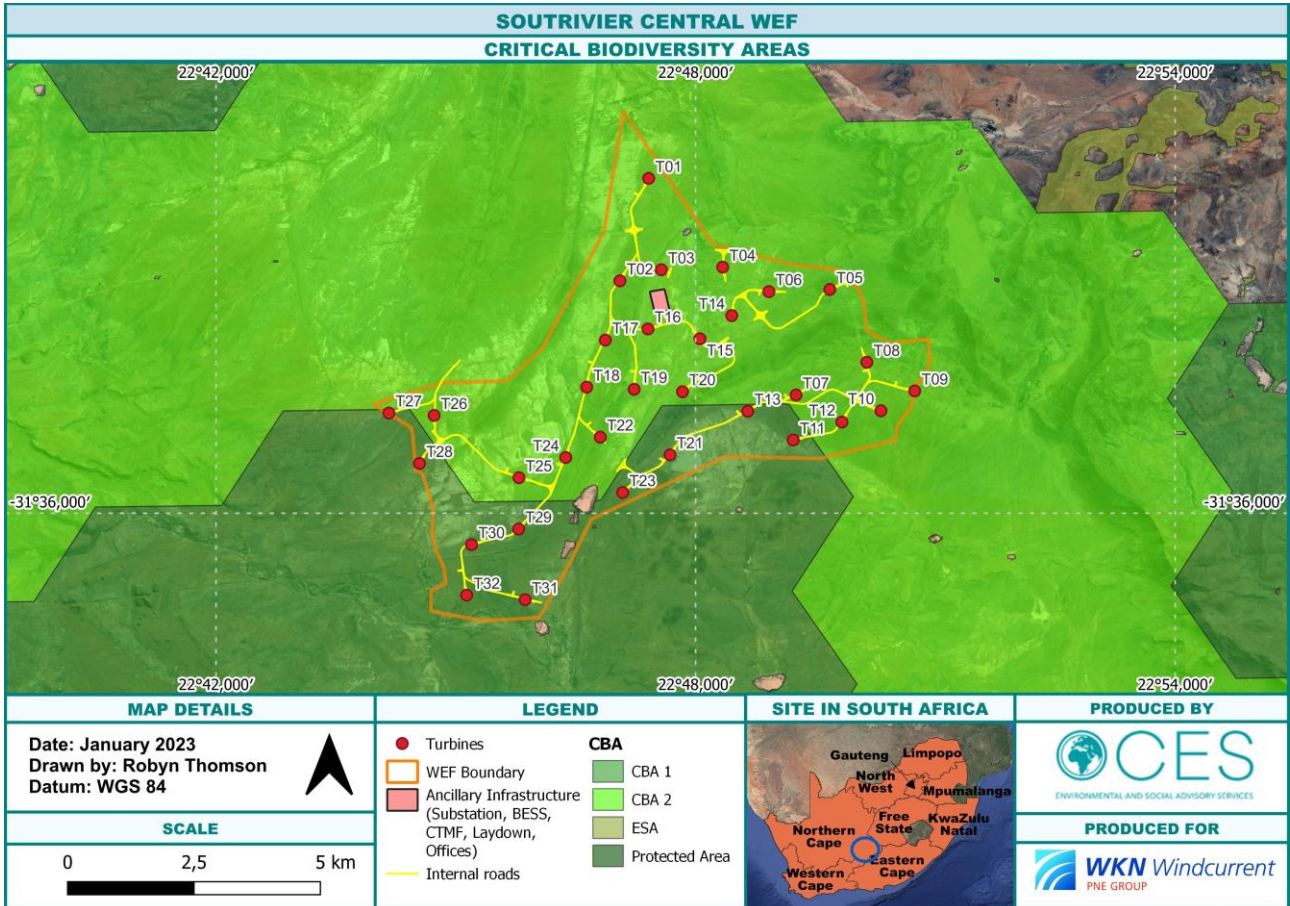 SOUTRIVIER CENTRAL WEF
CRITICAL BIODIVERSITY AREAS
22°42,000'
22°48,000'
22°54,000'
T01
T03
T04
T02
T06
T05
T14
T16
T17
T15
T08
T18
T19
T20
T07
T09
T13
T10
T27
T26
T12
T22
T11
T24
T21
T28
T25
T23
-31°36,000'
-31°36,000'
T29
T30
T32
T31
22°42,000'
22°48,000'
22°54,000'
MAP DETAILS
Date: January 2023
Drawn by: Robyn Thomson
Datum: WGS 84
SCALE
0 2,5 5 km
LEGEND
Turbines
WEF Boundary
Ancillary Infrastructure
(Substation, BESS,
CTMF, Laydown,
Offices)
Internal roads
CBA
CBA 1
CBA 2
ESA
Protected Area
SITE IN SOUTH AFRICA
Limpopo
Gauteng
North
West
Mpumalanga
Free
State
KwaZulu
Natal
Northern
Cape
Eastern
Cape
Western
Cape
PRODUCED BY
CES
ENVIRONMENTAL AND SOCIAL ADVISORY SERVICES
PRODUCED FOR
WKN Windcurrent
PNE GROUP